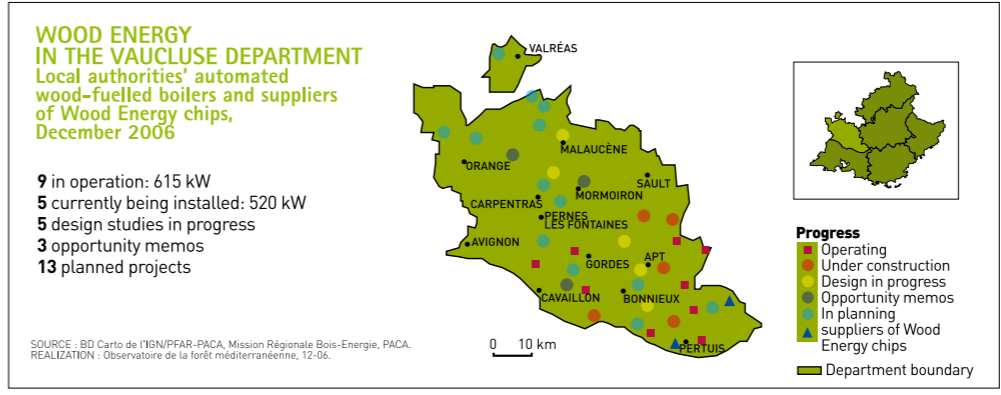 WOOD ENERGY
IN THE VAUCLUSE DEPARTMENT
Local authorities' automated
wood-fuelled boilers and suppliers
of Wood Energy chips,
December 2006
9 in operation: 615 kW
5 currently being installed: 520 kW
5 design studies in progress
3 opportunity memos
13 planned projects
SOURCE : BD Carto de l'IGN/PFAR-PACA, Mission Régionale Bois-Energie, PACA.
REALIZATION : Observatoire de la forêt méditerranéenne, 12-06.
VALRÉAS
MALAUCÈNE
ORANGE
SAULT
MORMOIRON
CARPENTRAS
PERNES
LES FONTAINES
AVIGNON
GORDES
APT
CAVAILLON
BONNIEUX
PERTUIS
0 10 km
Progress
Operating
Under construction
Design in progress
Opportunity memos
In planning
suppliers of Wood
Energy chips
Department boundary